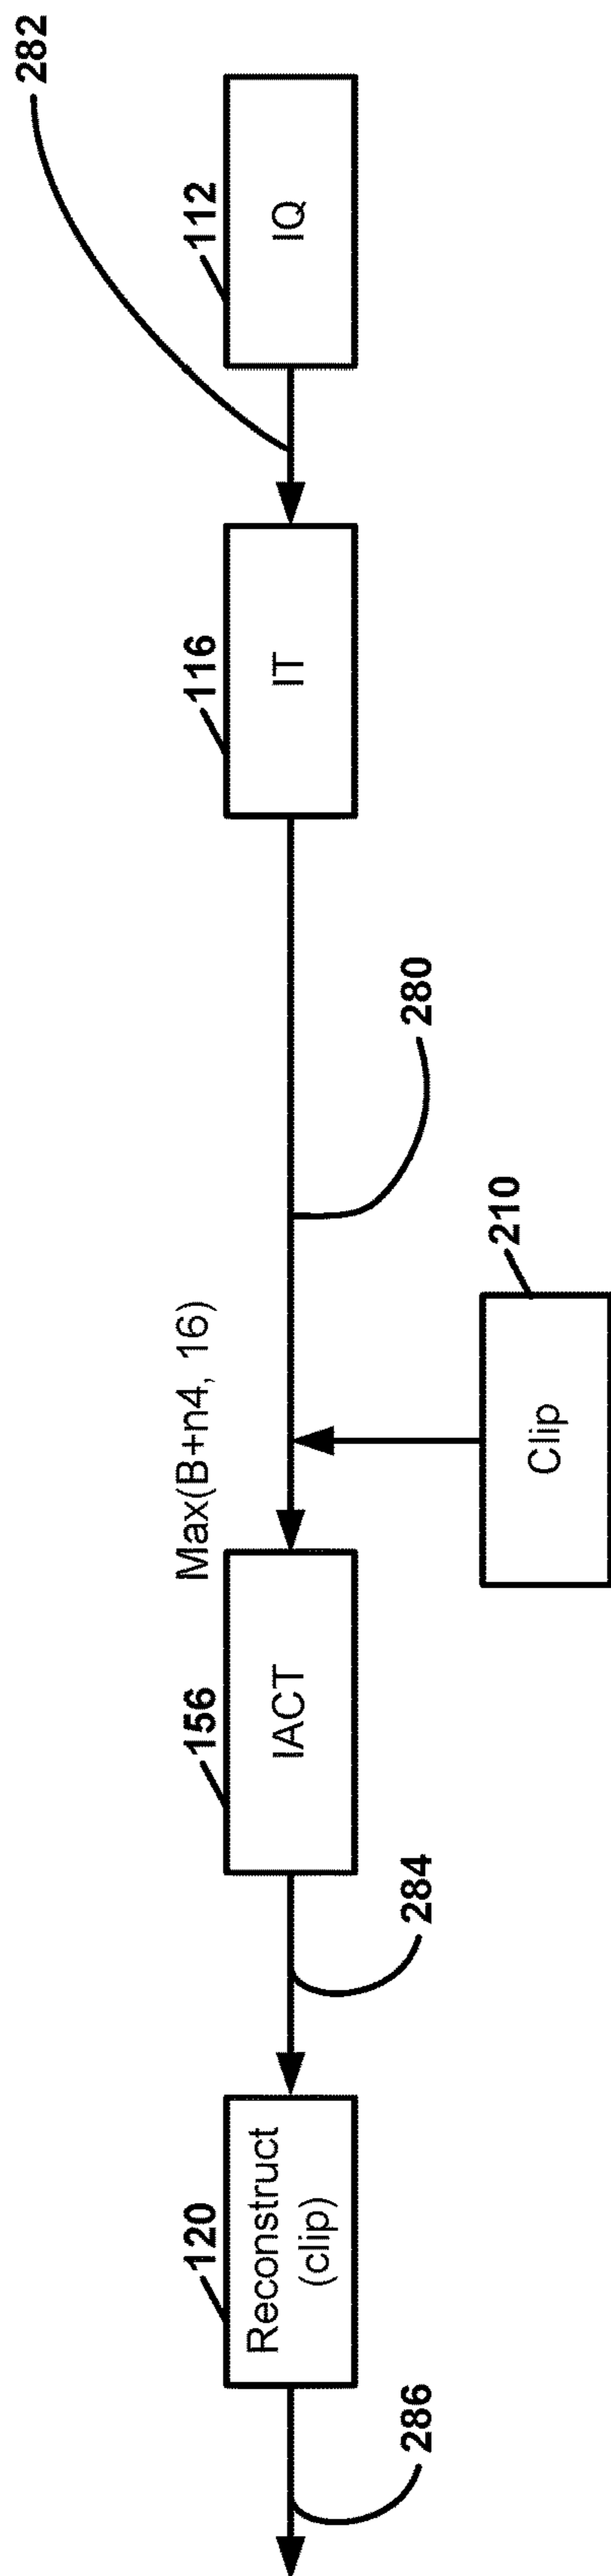 282
112
IQ
116
IT
280
Max(B+n4, 16)
210
Clip
156
IACT
284
120
Reconstruct
(clip)
286